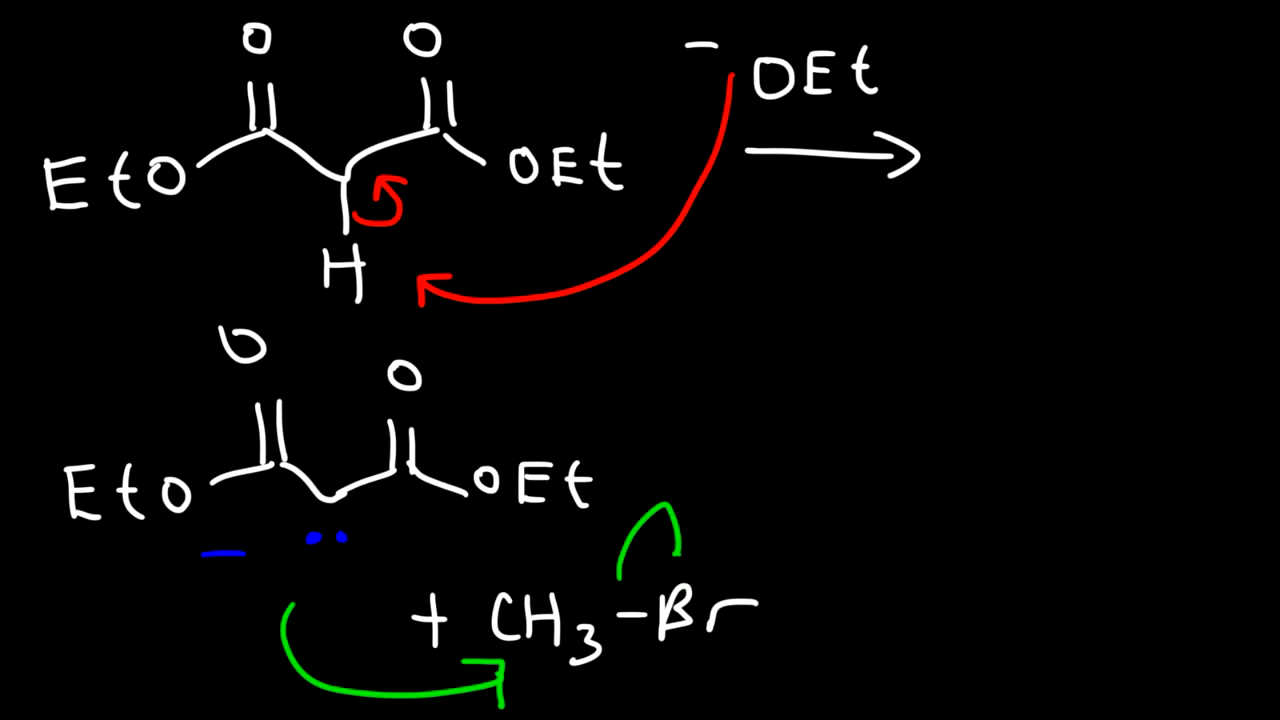 O O
EtO OEt
H
⁻OEt
O O
EtO OEt
− ..
+ CH₃−Br